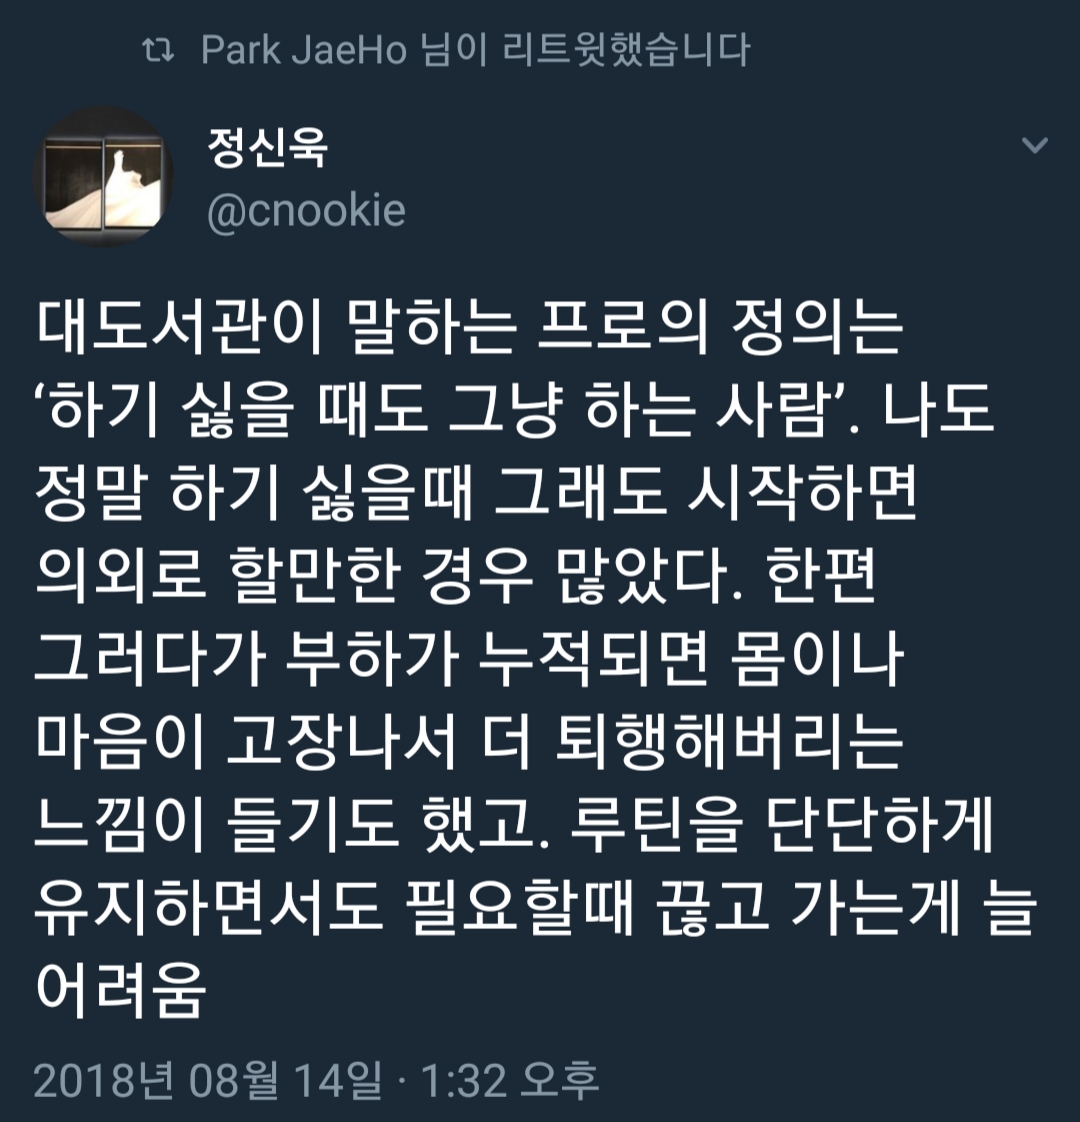 Park JaeHo 님이 리트윗했습니다
정신욱
@cnookie
대도서관이 말하는 프로의 정의는
‘하기 싫을 때도 그냥 하는 사람’. 나도
정말 하기 싫을때 그래도 시작하면
의외로 할만한 경우 많았다. 한편
그러다가 부하가 누적되면 몸이나
마음이 고장나서 더 퇴행해버리는
느낌이 들기도 했고. 루틴을 단단하게
유지하면서도 필요할때 끊고 가는게 늘
어려움
2018년 08월 14일 · 1:32 오후